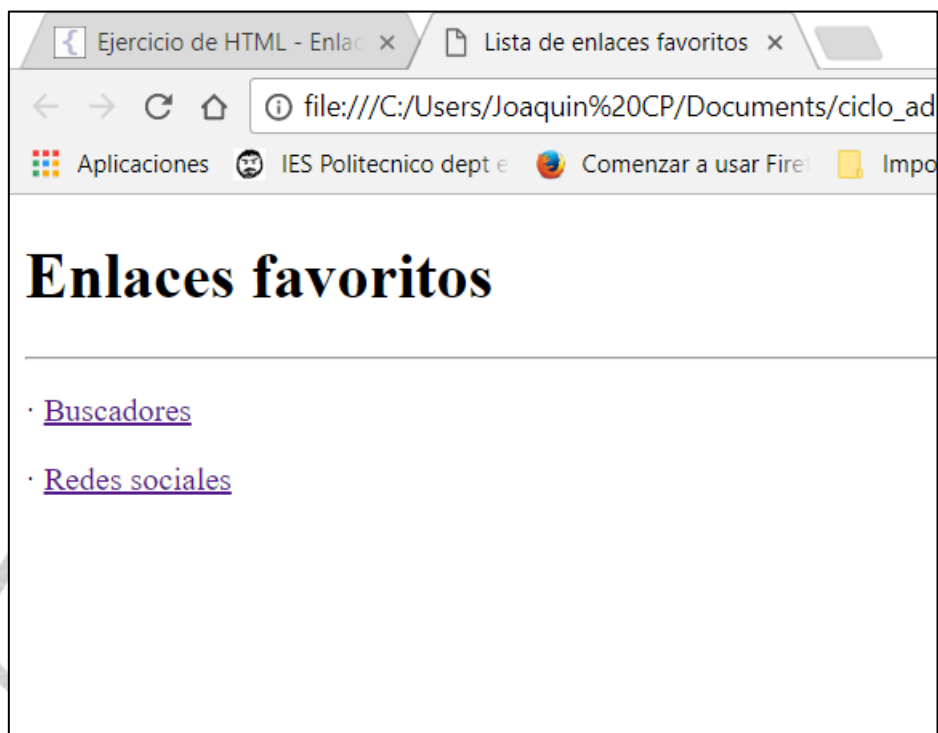 Ejercicio de HTML - Enlac × Lista de enlaces favoritos ×
file:///C:/Users/Joaquin%20CP/Documents/ciclo_ad
Aplicaciones IES Politecnico dept e Comenzar a usar Firef Impo
Enlaces favoritos
· Buscadores
· Redes sociales